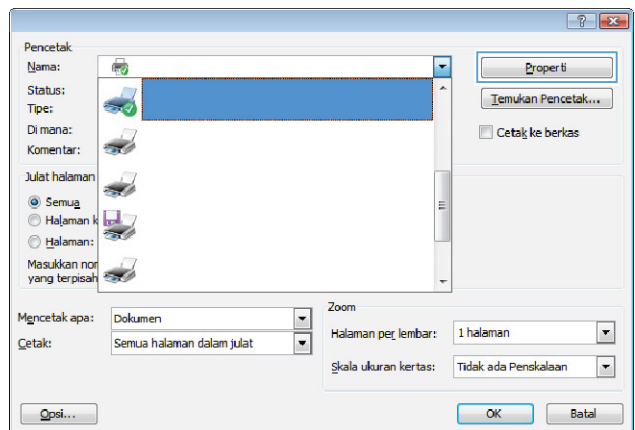 Pencetak
Nama:
Properti
Status:
Temukan Pencetak...
Tipe:
Di mana:
Cetak ke berkas
Komentar:
Julat halaman
Semua
Halaman k
Halaman:
Masukkan nor
yang terpisah
Mencetak apa: Dokumen
Cetak: Semua halaman dalam julat
Zoom
Halaman per lembar: 1 halaman
Skala ukuran kertas: Tidak ada Penskalaan
Opsi...
OK
Batal